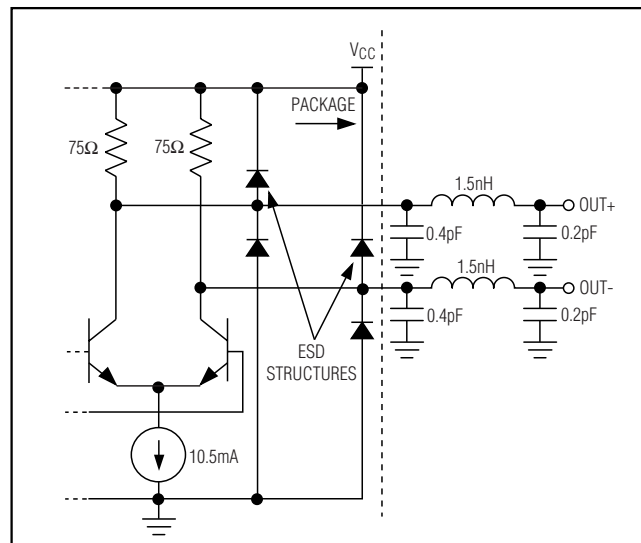 VCC
PACKAGE
75Ω
75Ω
1.5nH
OUT+
0.4pF
0.2pF
1.5nH
OUT-
0.4pF
0.2pF
ESD
STRUCTURES
10.5mA